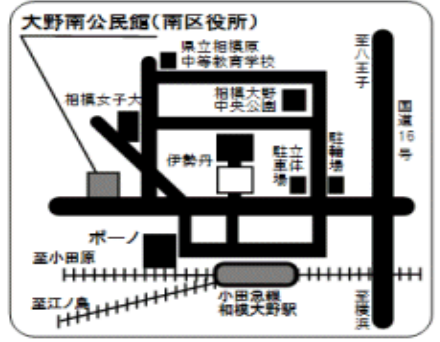 大野南公民館(南区役所)
県立相模原
中等教育学校
至八王子
相模女子大
相模大野
中央公園
国道16号
伊勢丹
立体
駐車場
駐輪場
ボーノ
至小田原
至江ノ島
小田急線
相模大野駅
至横浜